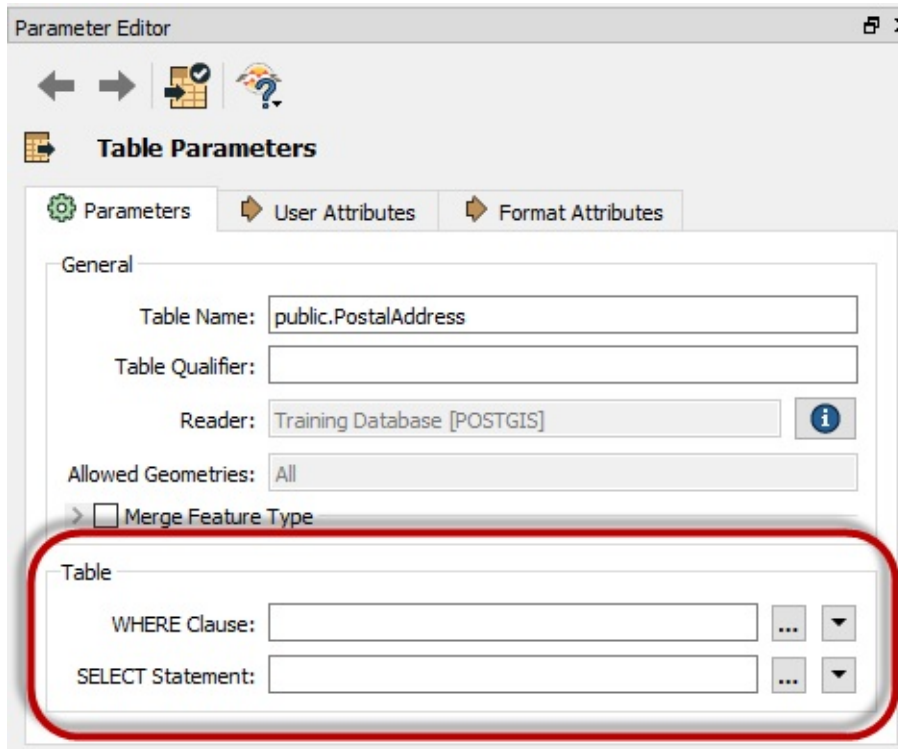 Parameter Editor
Table Parameters
Parameters User Attributes Format Attributes
General
Table Name: public.PostalAddress
Table Qualifier:
Reader: Training Database [POSTGIS]
Allowed Geometries: All
Merge Feature Type
Table
WHERE Clause: ...
SELECT Statement: ...